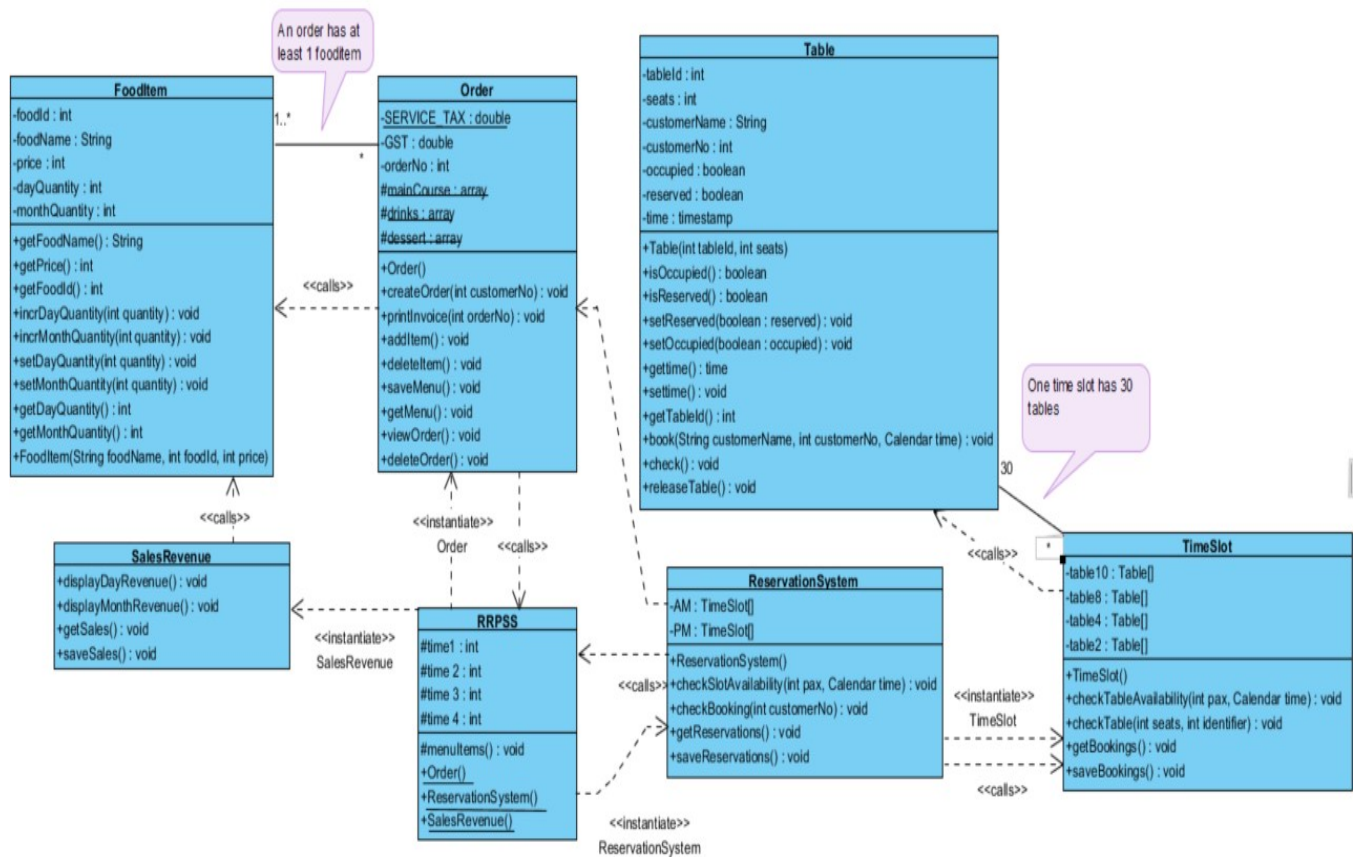 An order has at
least 1 fooditem
FoodItem
-foodId : int
-foodName : String
-price : int
-dayQuantity : int
-monthQuantity : int
+getFoodName() : String
+getPrice() : int
+getFoodId() : int
+incrDayQuantity(int quantity) : void
+incrMonthQuantity(int quantity) : void
+setDayQuantity(int quantity) : void
+setMonthQuantity(int quantity) : void
+getDayQuantity() : int
+getMonthQuantity() : int
+FoodItem(String foodName, int foodId, int price)
1..*
*
<<calls>>
Order
-SERVICE_TAX : double
-GST : double
-orderNo : int
#mainCourse : array
#drinks : array
#dessert : array
+Order()
+createOrder(int customerNo) : void
+printInvoice(int orderNo) : void
+addItem() : void
+deleteItem() : void
+saveMenu() : void
+getMenu() : void
+viewOrder() : void
+deleteOrder() : void
Table
-tableId : int
-seats : int
-customerName : String
-customerNo : int
-occupied : boolean
-reserved : boolean
-time : timestamp
+Table(int tableId, int seats)
+isOccupied() : boolean
+isReserved() : boolean
+setReserved(boolean : reserved) : void
+setOccupied(boolean : occupied) : void
+gettime() : time
+settime() : void
+getTableId() : int
+book(String customerName, int customerNo, Calendar time) : void
+check() : void
+releaseTable() : void
One time slot has 30
tables
30
*
<<calls>>
<<calls>>
SalesRevenue
+displayDayRevenue() : void
+displayMonthRevenue() : void
+getSales() : void
+saveSales() : void
<<instantiate>>
Order
<<calls>>
<<instantiate>>
SalesRevenue
RRPSS
#time1 : int
#time 2 : int
#time 3 : int
#time 4 : int
#menuItems() : void
+Order()
+ReservationSystem()
+SalesRevenue()
<<calls>>
<<instantiate>>
ReservationSystem
ReservationSystem
-AM : TimeSlot[]
-PM : TimeSlot[]
+ReservationSystem()
+checkSlotAvailability(int pax, Calendar time) : void
+checkBooking(int customerNo) : void
+getReservations() : void
+saveReservations() : void
<<instantiate>>
TimeSlot
<<calls>>
TimeSlot
-table10 : Table[]
-table8 : Table[]
-table4 : Table[]
-table2 : Table[]
+TimeSlot()
+checkTableAvailability(int pax, Calendar time) : void
+checkTable(int seats, int identifier) : void
+getBookings() : void
+saveBookings() : void